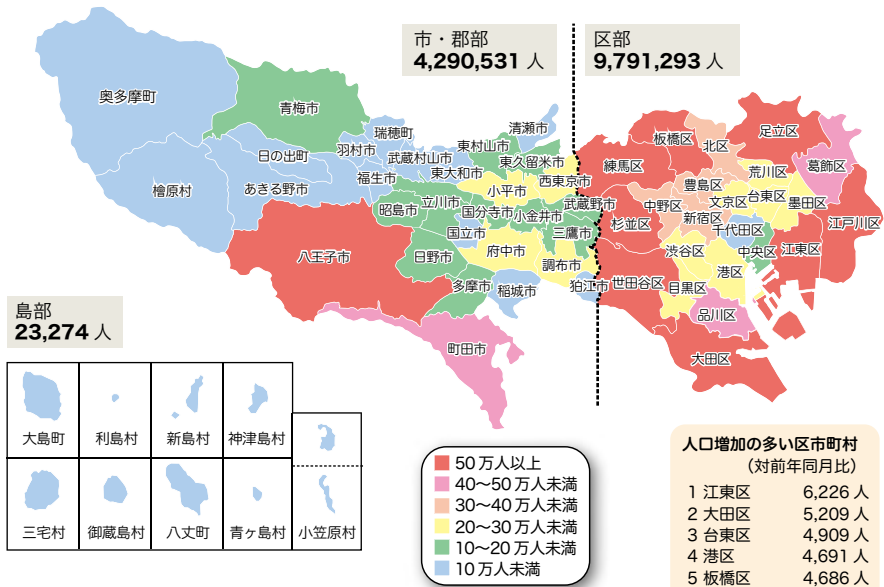 市・郡部
4,290,531 人
区部
9,791,293 人
奥多摩町
青梅市
檜原村
日の出町
あきる野市
瑞穂町
羽村市
武蔵村山市
福生市
東大和市
東村山市
清瀬市
東久留米市
西東京市
小平市
昭島市
立川市
国分寺市
小金井市
武蔵野市
三鷹市
国立市
八王子市
日野市
府中市
調布市
多摩市
稲城市
狛江市
町田市
板橋区
北区
足立区
葛飾区
練馬区
豊島区
荒川区
文京区
台東区
墨田区
中野区
新宿区
杉並区
千代田区
江戸川区
渋谷区
中央区
江東区
世田谷区
港区
目黒区
品川区
大田区
島部
23,274 人
大島町
利島村
新島村
神津島村
三宅村
御蔵島村
八丈町
青ヶ島村
小笠原村
50万人以上
40〜50万人未満
30〜40万人未満
20〜30万人未満
10〜20万人未満
10万人未満
人口増加の多い区市町村
（対前年同月比）
1 江東区 6,226 人
2 大田区 5,209 人
3 台東区 4,909 人
4 港区 4,691 人
5 板橋区 4,686 人